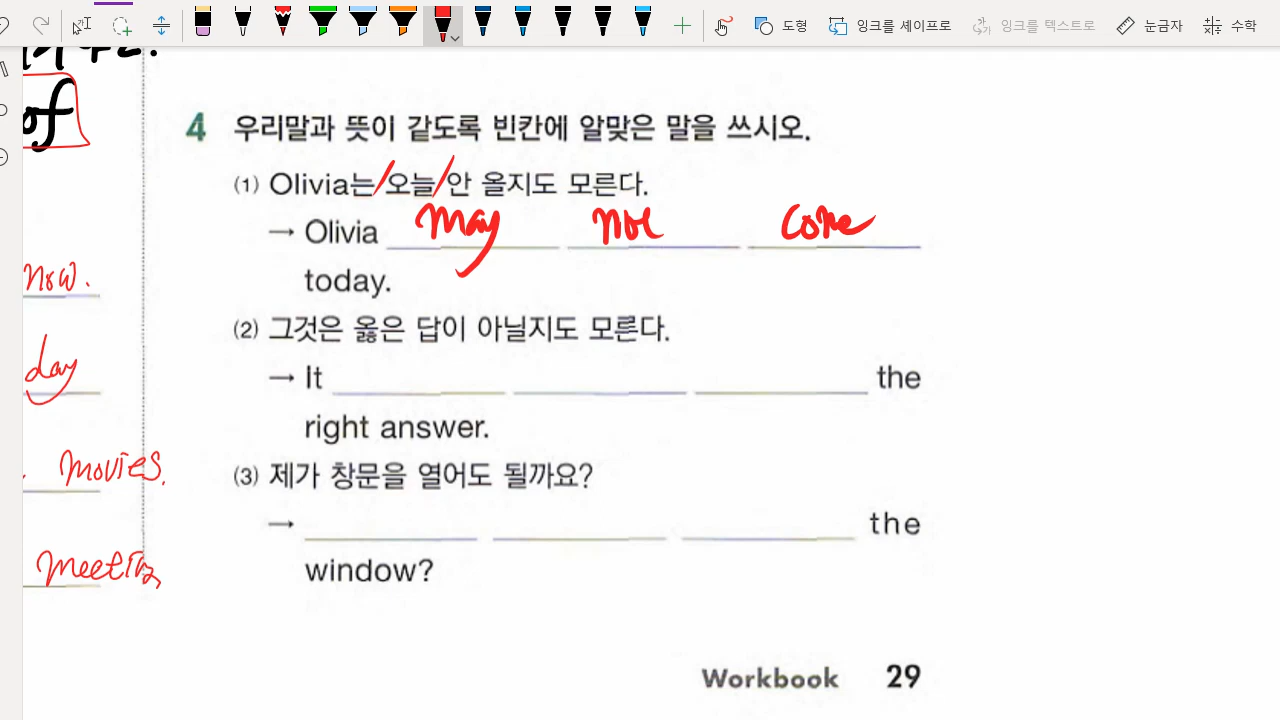 도형 잉크를 셰이프로 잉크를 텍스트로 눈금자 수학
of
now.
day
movies.
4 우리말과 뜻이 같도록 빈칸에 알맞은 말을 쓰시오.
(1) Olivia는/오늘/안 올지도 모른다.
→ Olivia may not come
today.
(2) 그것은 옳은 답이 아닐지도 모른다.
→ It the
right answer.
(3) 제가 창문을 열어도 될까요?
→ the
window?
Workbook 29